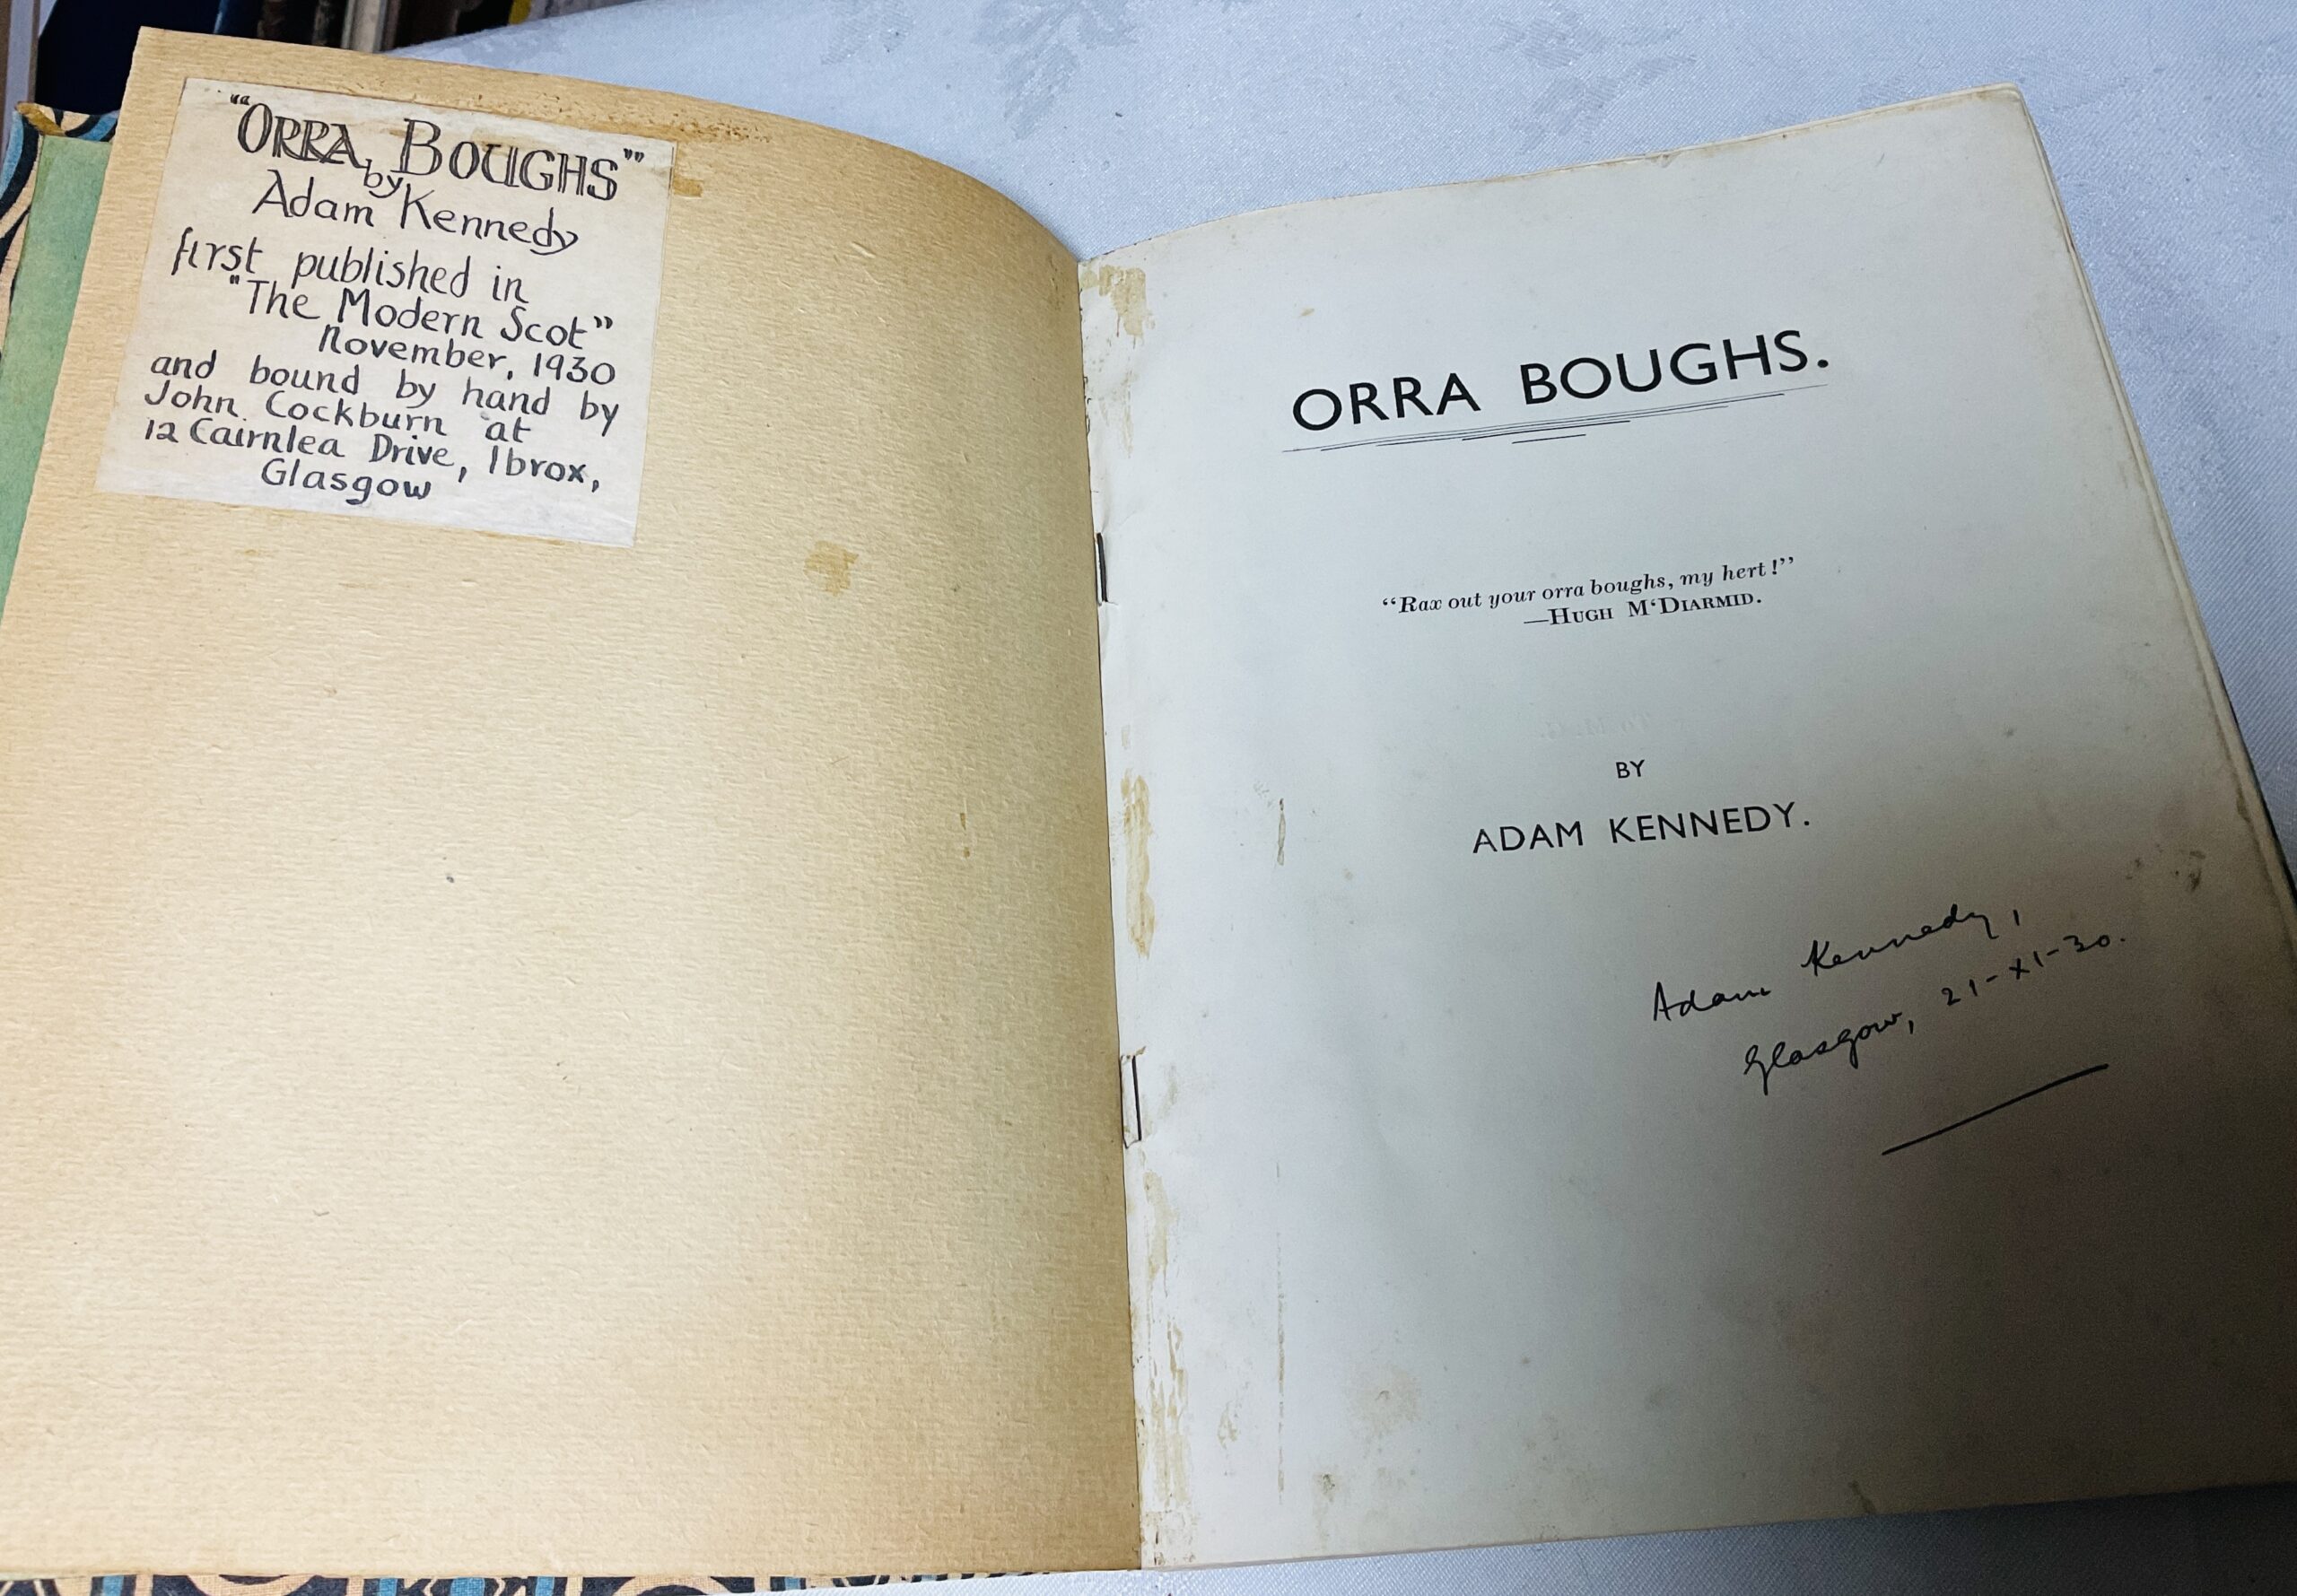 "ORRA BOUGHS"
by
Adam Kennedy
first published in
"The Modern Scot"
November, 1930
and bound by hand by
John Cockburn at
12 Cairnlea Drive, Ibrox,
Glasgow
ORRA BOUGHS.
“Rax out your orra boughs, my hert!”
—HUGH M‘DIARMID.
To M. G.
BY
ADAM KENNEDY.
Adam Kennedy,
Glasgow, 21-XI-30.